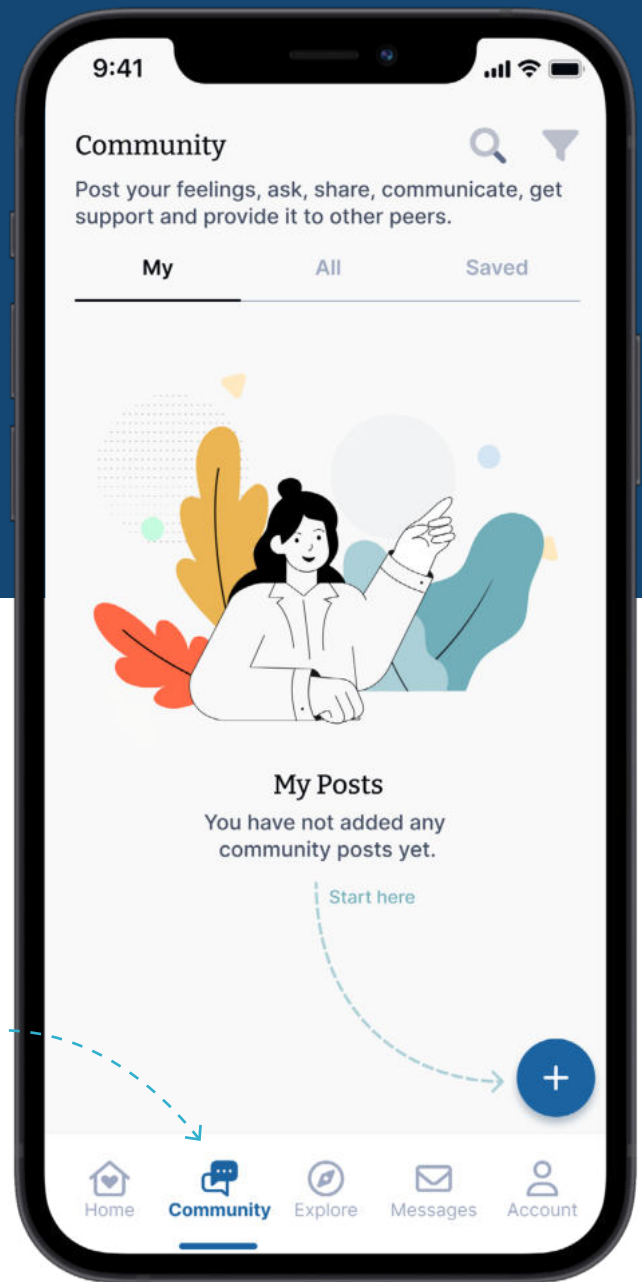 9:41
Community
Post your feelings, ask, share, communicate, get
support and provide it to other peers.
My All Saved
My Posts
You have not added any
community posts yet.
Start here
Home Community Explore Messages Account